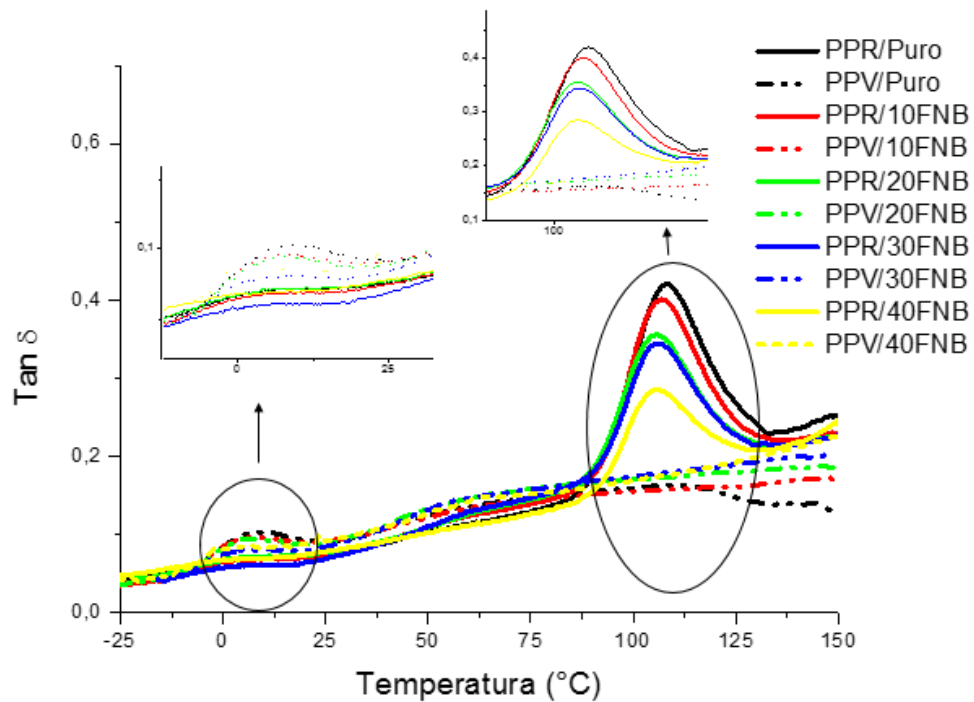 0,4
0,3
0,2
0,1
100
PPR/Puro
PPV/Puro
PPR/10FNB
PPV/10FNB
PPR/20FNB
PPV/20FNB
PPR/30FNB
PPV/30FNB
PPR/40FNB
PPV/40FNB
0,1
0 25
Tan δ
0,6
0,4
0,2
0,0
-25 0 25 50 75 100 125 150
Temperatura (°C)